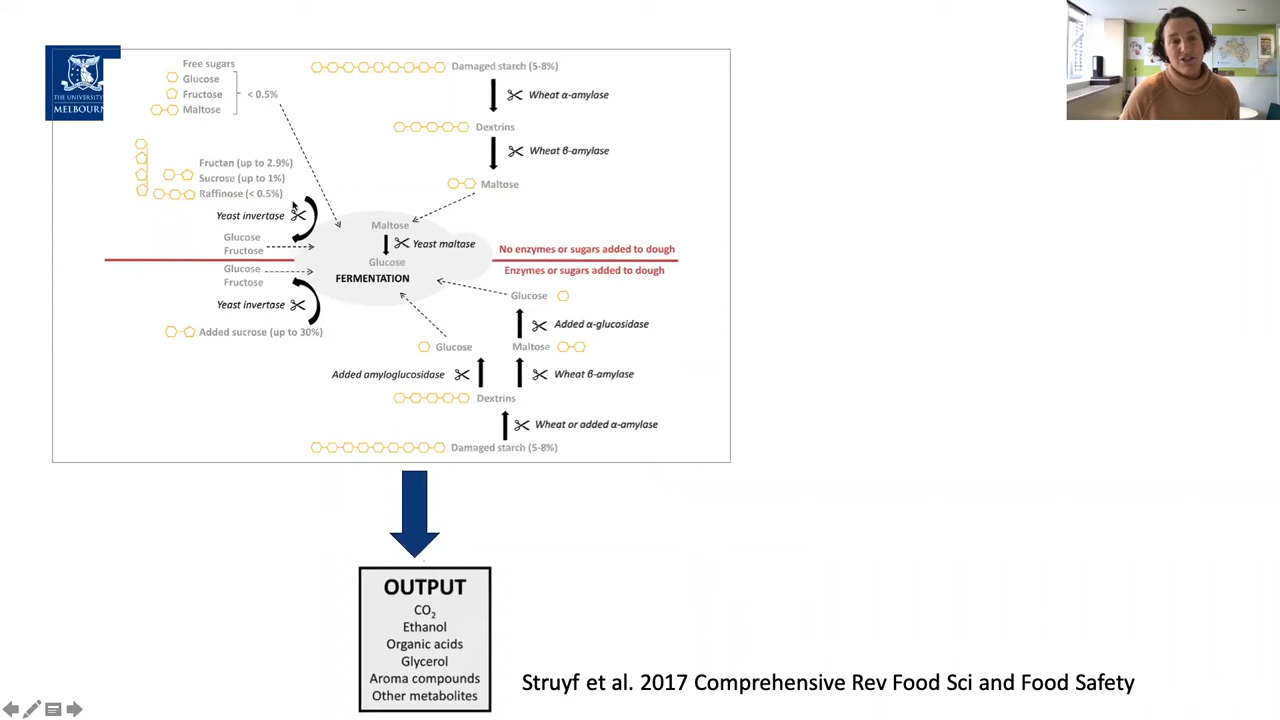 THE UNIVERSITY
MELBOURN
Free sugars
Glucose
Fructose
Maltose
< 0.5%
Fructan (up to 2.9%)
Sucrose (up to 1%)
Raffinose (< 0.5%)
Yeast invertase
Glucose
Fructose
Glucose
Fructose
Yeast invertase
Added sucrose (up to 30%)
Damaged starch (5-8%)
Wheat α-amylase
Dextrins
Wheat β-amylase
Maltose
Maltose
Yeast maltase
Glucose
FERMENTATION
No enzymes or sugars added to dough
Enzymes or sugars added to dough
Glucose
Added α-glucosidase
Glucose
Maltose
Added amyloglucosidase
Wheat β-amylase
Dextrins
Wheat or added α-amylase
Damaged starch (5-8%)
OUTPUT
CO₂
Ethanol
Organic acids
Glycerol
Aroma compounds
Other metabolites
Struyf et al. 2017 Comprehensive Rev Food Sci and Food Safety